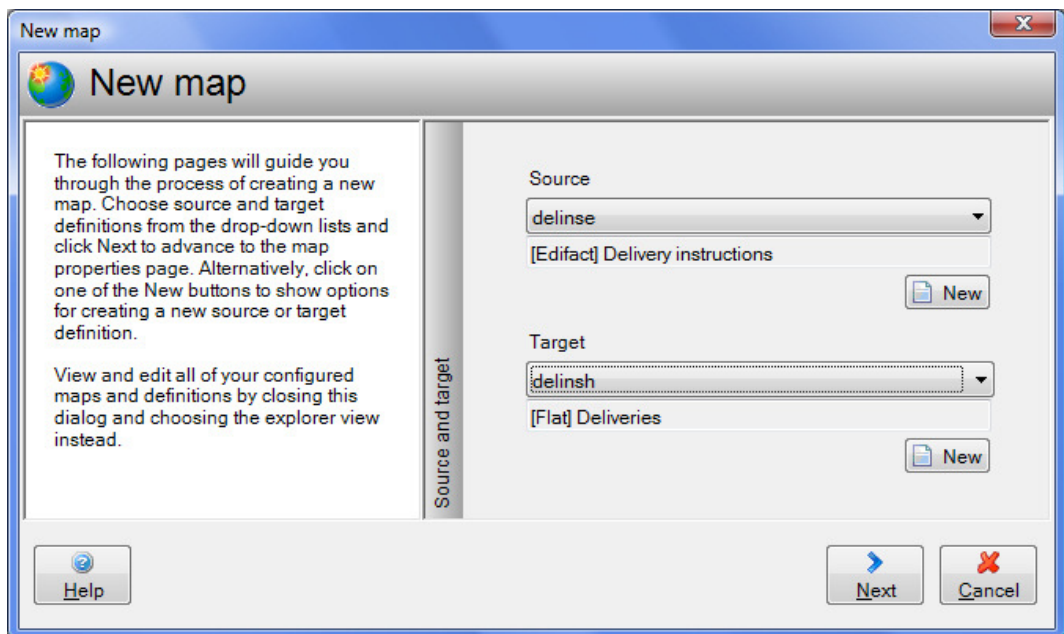 New map
New map
The following pages will guide you
through the process of creating a new
map. Choose source and target
definitions from the drop-down lists and
click Next to advance to the map
properties page. Alternatively, click on
one of the New buttons to show options
for creating a new source or target
definition.
View and edit all of your configured
maps and definitions by closing this
dialog and choosing the explorer view
instead.
Source and target
Source
delinse
[Edifact] Delivery instructions
New
Target
delinsh
[Flat] Deliveries
New
Help
Next
Cancel